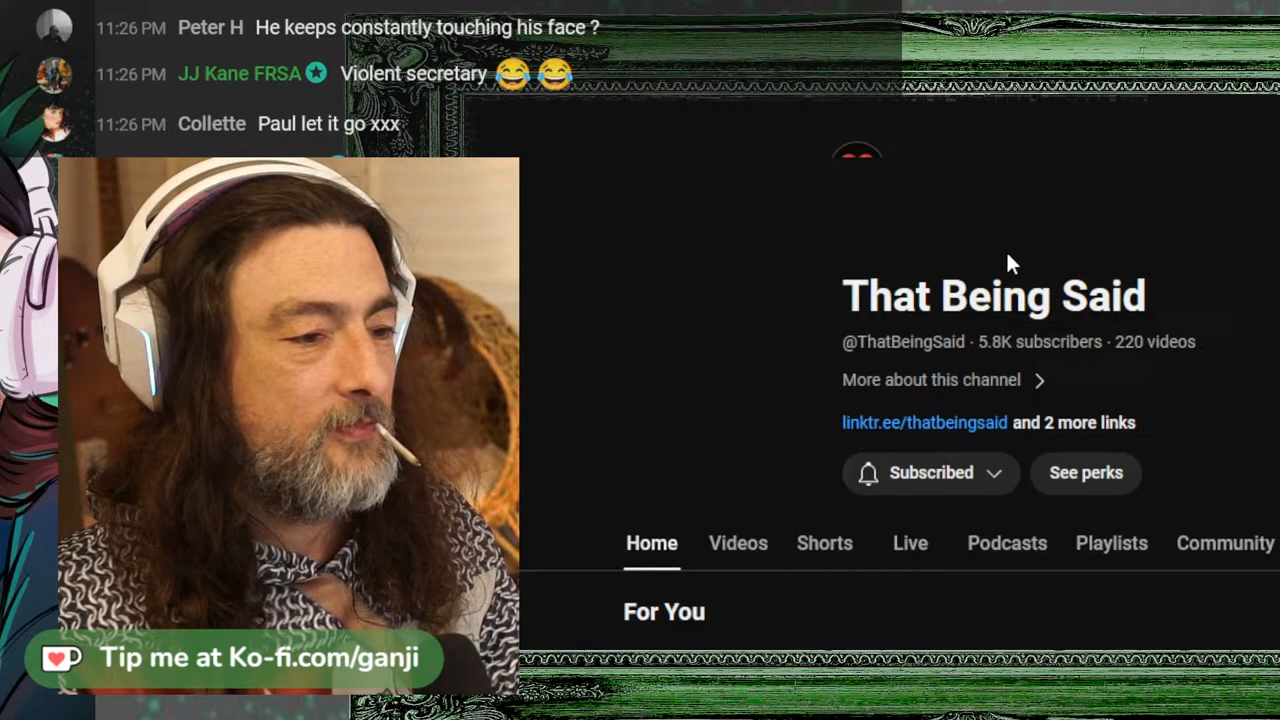 11:26 PM Peter H He keeps constantly touching his face ?
11:26 PM JJ Kane FRSA Violent secretary 😂 😂
11:26 PM Collette Paul let it go xxx
That Being Said
@ThatBeingSaid · 5.8K subscribers · 220 videos
More about this channel
linktr.ee/thatbeingsaid and 2 more links
Subscribed See perks
Home Videos Shorts Live Podcasts Playlists Community
For You
Tip me at Ko-fi.com/ganji